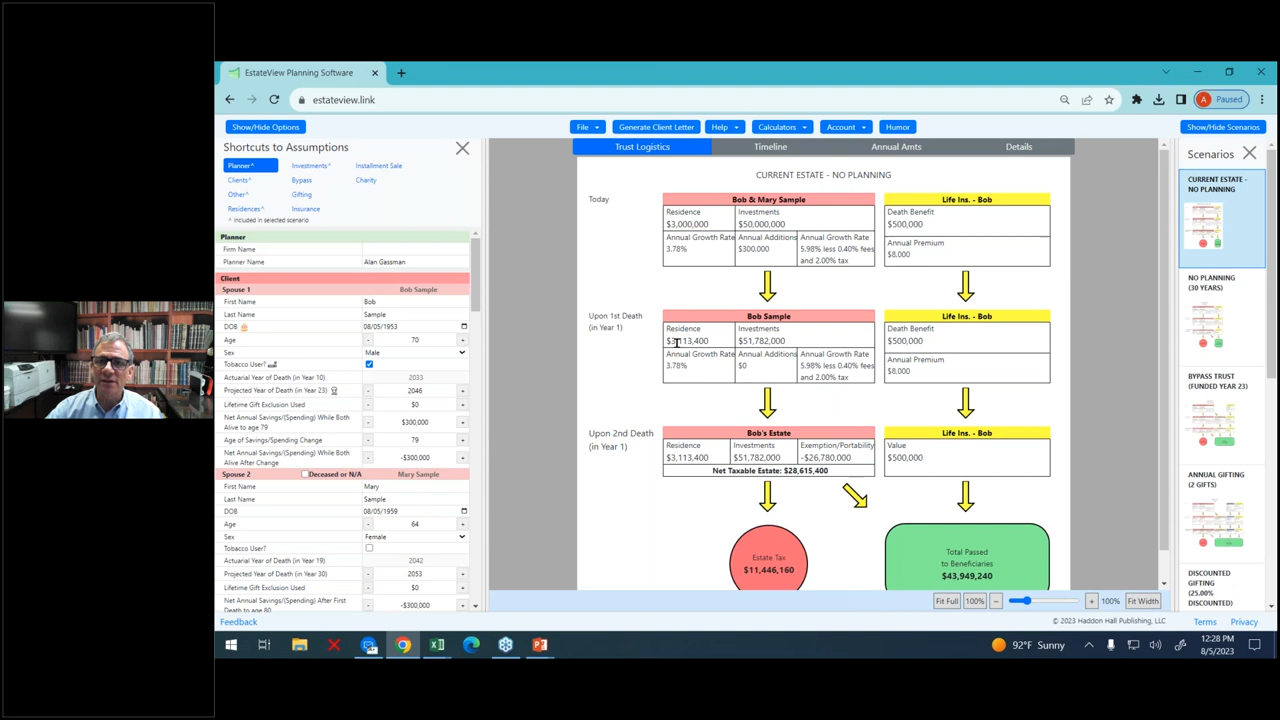 EstateView Planning Software
estateview.link
Paused
Show/Hide Options
File
Generate Client Letter
Help
Calculators
Account
Humor
Show/Hide Scenarios
Shortcuts to Assumptions
Planner^
Investments^
Installment Sale
Clients^
Bypass
Charity
Other^
Gifting
Residences^
Insurance
^ included in selected scenario
Planner
Firm Name
Planner Name Alan Gassman
Client
Spouse 1 Bob Sample
First Name Bob
Last Name Sample
DOB 08/05/1953
Age - 70 +
Sex Male
Tobacco User?
Actuarial Year of Death (in Year 10) 2033
Projected Year of Death (in Year 23) - 2046 +
Lifetime Gift Exclusion Used - $0 +
Net Annual Savings/(Spending) While Both
Alive to age 79 - $300,000 +
Age of Savings/Spending Change - 79 +
Net Annual Savings/(Spending) While Both
Alive After Change - -$300,000 +
Spouse 2 Deceased or N/A Mary Sample
First Name Mary
Last Name Sample
DOB 08/05/1959
Age - 64 +
Sex Female
Tobacco User?
Actuarial Year of Death (in Year 19) 2042
Projected Year of Death (in Year 30) - 2053 +
Lifetime Gift Exclusion Used - $0 +
Net Annual Savings/(Spending) After First
Death to age 80 - -$300,000 +
Feedback
Trust Logistics
Timeline
Annual Amts
Details
CURRENT ESTATE - NO PLANNING
Today
Bob & Mary Sample
Residence
$3,000,000
Investments
$50,000,000
Annual Growth Rate
3.78%
Annual Additions
$300,000
Annual Growth Rate
5.98% less 0.40% fees
and 2.00% tax
Life Ins. - Bob
Death Benefit
$500,000
Annual Premium
$8,000
Upon 1st Death
(in Year 1)
Bob Sample
Residence
$3,113,400
Investments
$51,782,000
Annual Growth Rate
3.78%
Annual Additions
$0
Annual Growth Rate
5.98% less 0.40% fees
and 2.00% tax
Life Ins. - Bob
Death Benefit
$500,000
Annual Premium
$8,000
Upon 2nd Death
(in Year 1)
Bob's Estate
Residence
$3,113,400
Investments
$51,782,000
Exemption/Portability
-$26,780,000
Net Taxable Estate: $28,615,400
Life Ins. - Bob
Value
$500,000
Estate Tax
$11,446,160
Total Passed
to Beneficiaries
$43,949,240
Fit Full
100%
100%
Fit Width
© 2023 Haddon Hall Publishing, LLC
Scenarios
CURRENT ESTATE -
NO PLANNING
NO PLANNING
(30 YEARS)
BYPASS TRUST
(FUNDED YEAR 23)
ANNUAL GIFTING
(2 GIFTS)
DISCOUNTED
GIFTING
(25.00%
DISCOUNTED)
Terms
Privacy
92°F Sunny
12:28 PM
8/5/2023